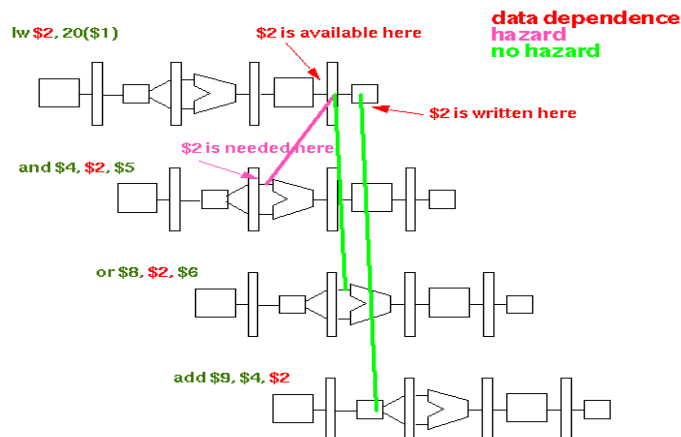 data dependence
hazard
no hazard
lw $2, 20($1)
$2 is available here
$2 is written here
$2 is needed here
and $4, $2, $5
or $8, $2, $6
add $9, $4, $2